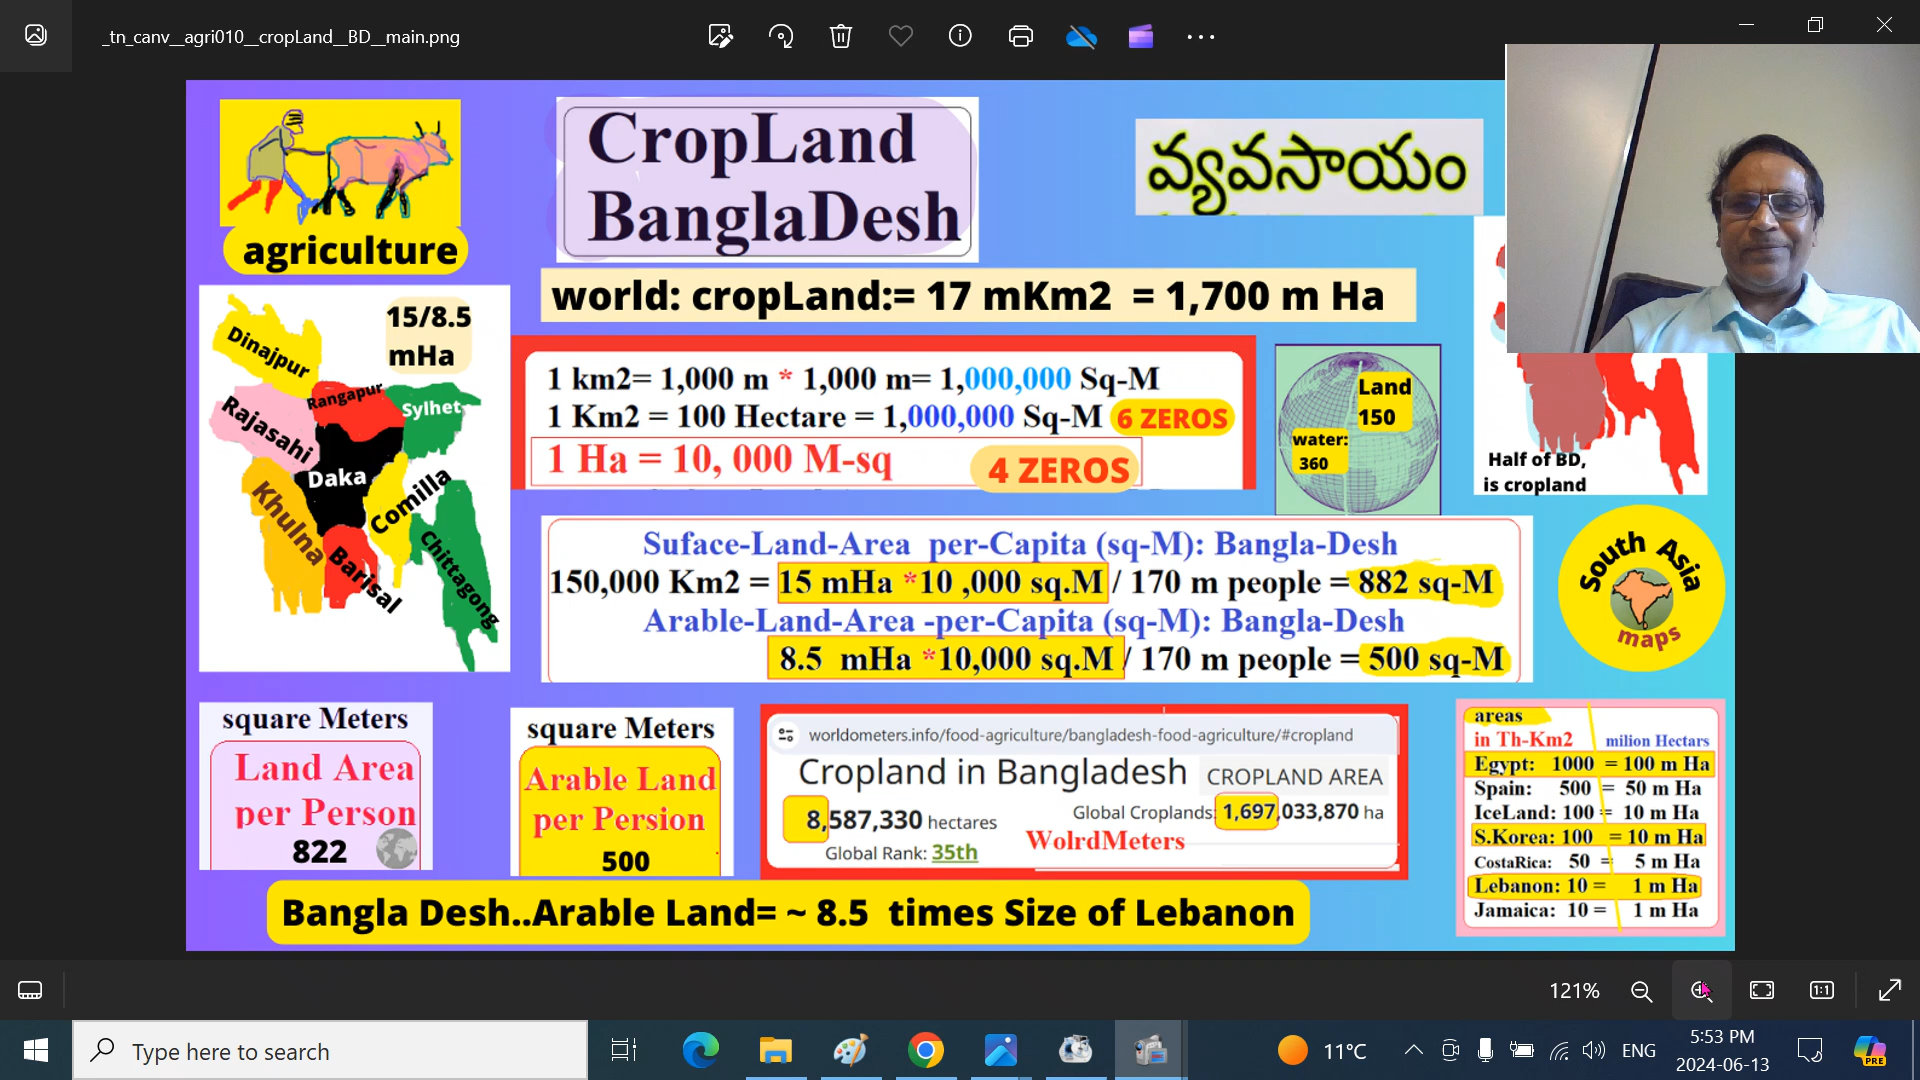 _tn_canv__agri010__cropLand__BD__main.png
agriculture
CropLand
BanglaDesh
వ్యవసాయం
world: cropLand:= 17 mKm2 = 1,700 m Ha
15/8.5
mHa
Dinajpur
Rangapur
Sylhet
Rajasahi
Daka
Comilla
Khulna
Barisal
Chittagong
1 km2= 1,000 m * 1,000 m= 1,000,000 Sq-M
1 Km2 = 100 Hectare = 1,000,000 Sq-M 6 ZEROS
1 Ha = 10, 000 M-sq 4 ZEROS
Land
150
water:
360
Half of BD,
is cropland
Suface-Land-Area per-Capita (sq-M): Bangla-Desh
150,000 Km2 = 15 mHa *10 ,000 sq.M / 170 m people = 882 sq-M
Arable-Land-Area -per-Capita (sq-M): Bangla-Desh
8.5 mHa *10,000 sq.M / 170 m people = 500 sq-M
South Asia
maps
square Meters
Land Area
per Person
822
square Meters
Arable Land
per Persion
500
worldometers.info/food-agriculture/bangladesh-food-agriculture/#cropland
Cropland in Bangladesh CROPLAND AREA
8,587,330 hectares
Global Croplands: 1,697,033,870 ha
WolrdMeters
Global Rank: 35th
areas
in Th-Km2 milion Hectars
Egypt: 1000 = 100 m Ha
Spain: 500 = 50 m Ha
IceLand: 100 = 10 m Ha
S.Korea: 100 = 10 m Ha
CostaRica: 50 = 5 m Ha
Lebanon: 10 = 1 m Ha
Jamaica: 10 = 1 m Ha
Bangla Desh..Arable Land= ~ 8.5 times Size of Lebanon
121%
1:1
Type here to search
11°C
ENG
5:53 PM
2024-06-13
PRE